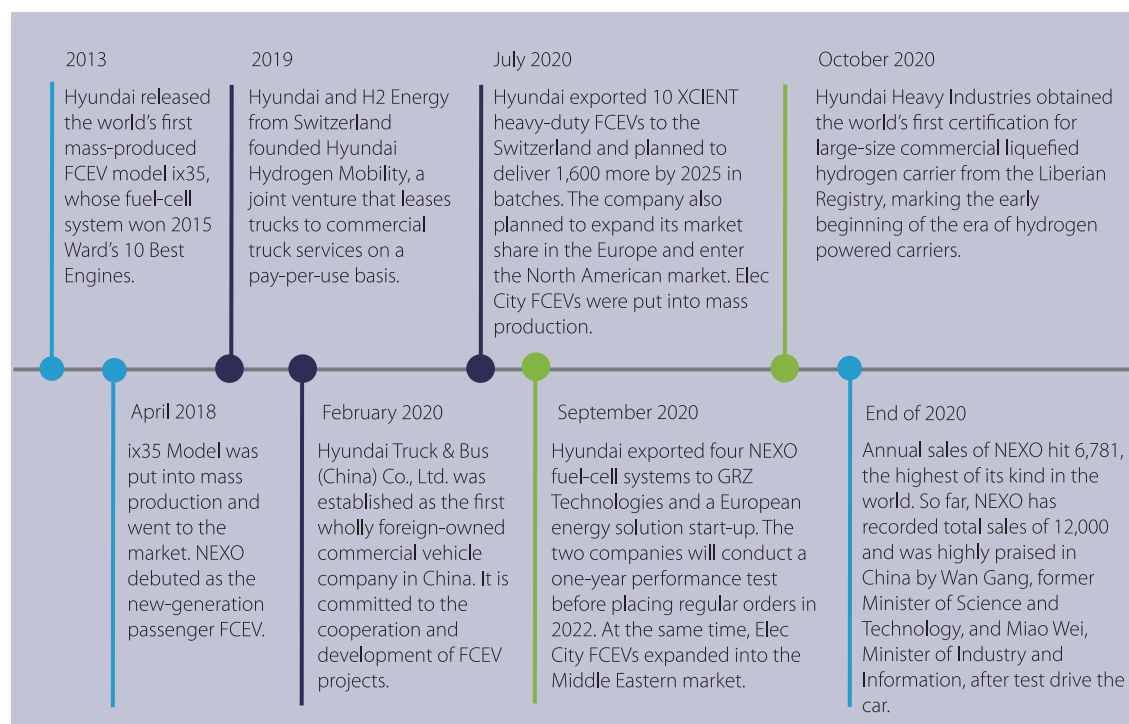 2013
Hyundai released
the world's first
mass-produced
FCEV model ix35,
whose fuel-cell
system won 2015
Ward's 10 Best
Engines.
2019
Hyundai and H2 Energy
from Switzerland
founded Hyundai
Hydrogen Mobility, a
joint venture that leases
trucks to commercial
truck services on a
pay-per-use basis.
July 2020
Hyundai exported 10 XCIENT
heavy-duty FCEVs to the
Switzerland and planned to
deliver 1,600 more by 2025 in
batches. The company also
planned to expand its market
share in the Europe and enter
the North American market. Elec
City FCEVs were put into mass
production.
October 2020
Hyundai Heavy Industries obtained
the world's first certification for
large-size commercial liquefied
hydrogen carrier from the Liberian
Registry, marking the early
beginning of the era of hydrogen
powered carriers.
April 2018
ix35 Model was
put into mass
production and
went to the
market. NEXO
debuted as the
new-generation
passenger FCEV.
February 2020
Hyundai Truck & Bus
(China) Co., Ltd. was
established as the first
wholly foreign-owned
commercial vehicle
company in China. It is
committed to the
cooperation and
development of FCEV
projects.
September 2020
Hyundai exported four NEXO
fuel-cell systems to GRZ
Technologies and a European
energy solution start-up. The
two companies will conduct a
one-year performance test
before placing regular orders in
2022. At the same time, Elec
City FCEVs expanded into the
Middle Eastern market.
End of 2020
Annual sales of NEXO hit 6,781,
the highest of its kind in the
world. So far, NEXO has
recorded total sales of 12,000
and was highly praised in
China by Wan Gang, former
Minister of Science and
Technology, and Miao Wei,
Minister of Industry and
Information, after test drive the
car.